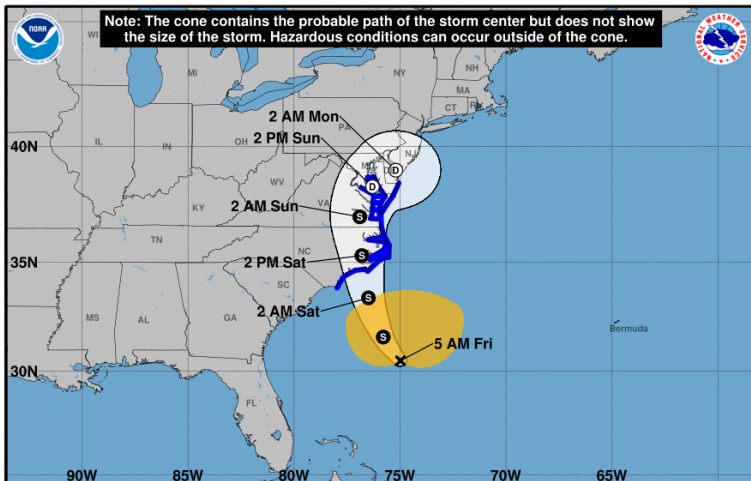 Note: The cone contains the probable path of the storm center but does not show
the size of the storm. Hazardous conditions can occur outside of the cone.
NOAA
NATIONAL WEATHER SERVICE
WI
MI
NY
NH
MA
CT
RI
2 AM Mon
PA
2 PM Sun
NJ
40N
IL
IN
OH
D
D
WV
KY
2 AM Sun
VA
S
TN
NC
35N
2 PM Sat
S
SC
MS
AL
GA
2 AM Sat
S
Bermuda
S
5 AM Fri
30N
FL
90W
85W
80W
75W
70W
65W